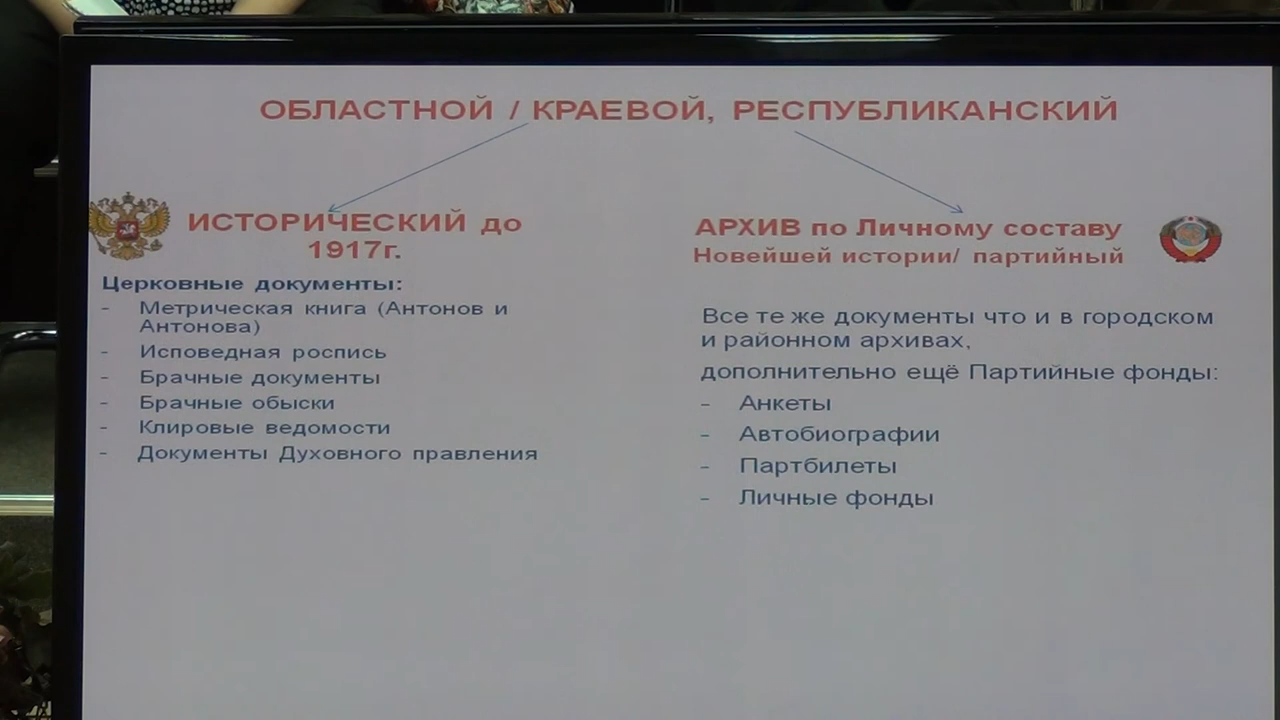 ОБЛАСТНОЙ / КРАЕВОЙ, РЕСПУБЛИКАНСКИЙ
ИСТОРИЧЕСКИЙ до
1917г.
Церковные документы:
- Метрическая книга (Антонов и
Антонова)
- Исповедная роспись
- Брачные документы
- Брачные обыски
- Клировые ведомости
- Документы Духовного правления
АРХИВ по Личному составу
Новейшей истории/ партийный
Все те же документы что и в городском
и районном архивах,
дополнительно ещё Партийные фонды:
- Анкеты
- Автобиографии
- Партбилеты
- Личные фонды